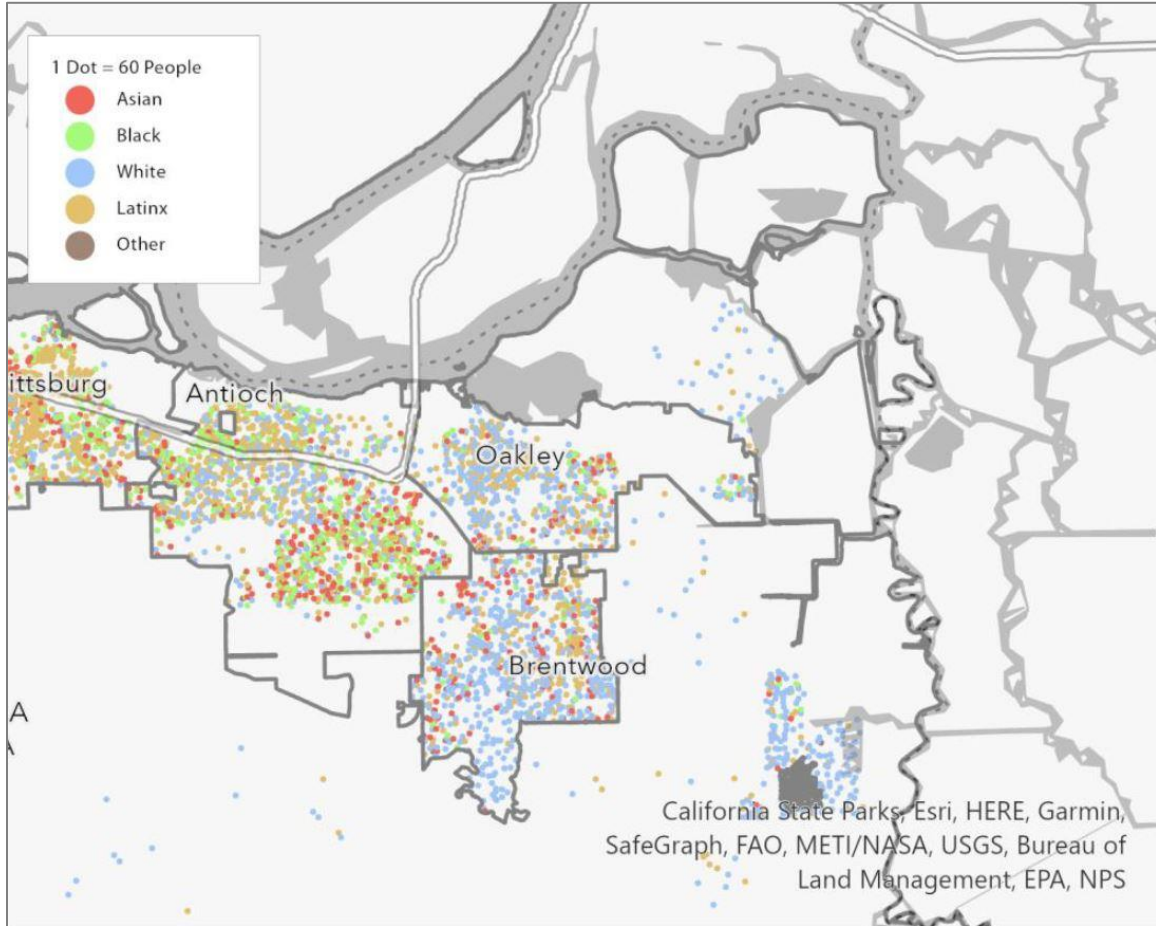 1 Dot = 60 People
Asian
Black
White
Latinx
Other
ittsburg
Antioch
Oakley
Brentwood
A
California State Parks, Esri, HERE, Garmin,
SafeGraph, FAO, METI/NASA, USGS, Bureau of
Land Management, EPA, NPS